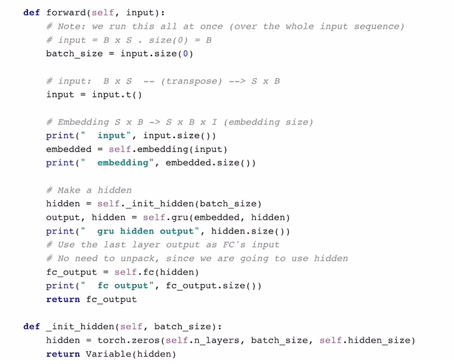 def forward(self, input):
    # Note: we run this all at once (over the whole input sequence)
    # input = B x S . size(0) = B
    batch_size = input.size(0)

    # input:  B x S  -- (transpose) --> S x B
    input = input.t()

    # Embedding S x B -> S x B x I (embedding size)
    print("  input", input.size())
    embedded = self.embedding(input)
    print("  embedding", embedded.size())

    # Make a hidden
    hidden = self._init_hidden(batch_size)
    output, hidden = self.gru(embedded, hidden)
    print("  gru hidden output", hidden.size())
    # Use the last layer output as FC's input
    # No need to unpack, since we are going to use hidden
    fc_output = self.fc(hidden)
    print("  fc output", fc_output.size())
    return fc_output

def _init_hidden(self, batch_size):
    hidden = torch.zeros(self.n_layers, batch_size, self.hidden_size)
    return Variable(hidden)